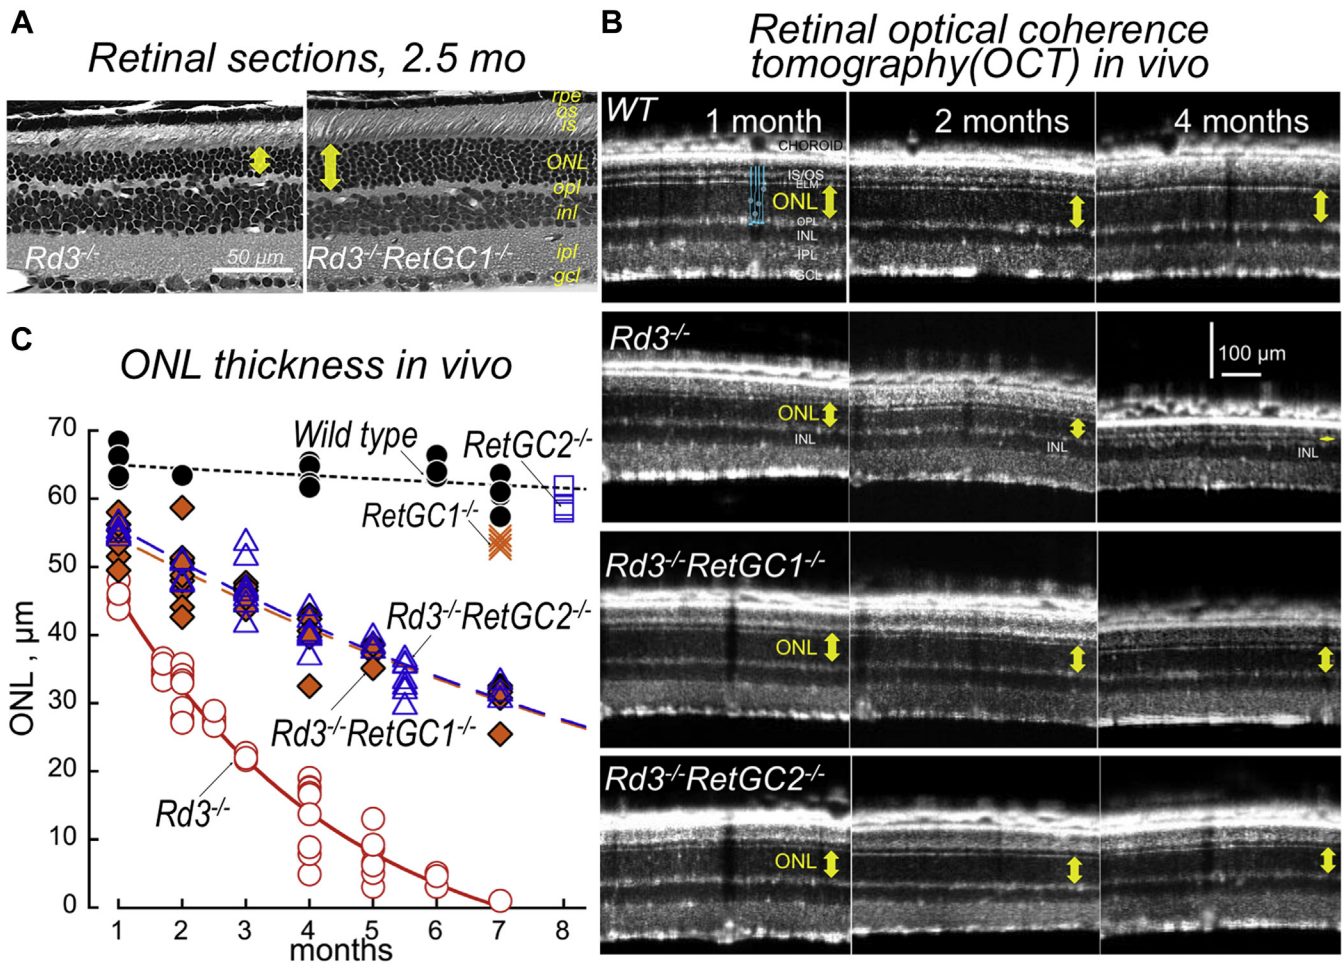 A
Retinal sections, 2.5 mo
rpe
os
is
ONL
opl
inl
ipl
gcl
Rd3-/-
50 µm
Rd3-/-RetGC1-/-
B
Retinal optical coherence
tomography(OCT) in vivo
WT
1 month
2 months
4 months
CHOROID
IS/OS
ELM
ONL
OPL
INL
IPL
GCL
Rd3-/-
100 µm
ONL
INL
INL
INL
Rd3-/-RetGC1-/-
ONL
Rd3-/-RetGC2-/-
ONL
C
ONL thickness in vivo
70
60
50
40
30
20
10
0
ONL , µm
Wild type
RetGC2-/-
RetGC1-/-
Rd3-/-RetGC2-/-
Rd3-/-RetGC1-/-
Rd3-/-
1 2 3 4 5 6 7 8
months